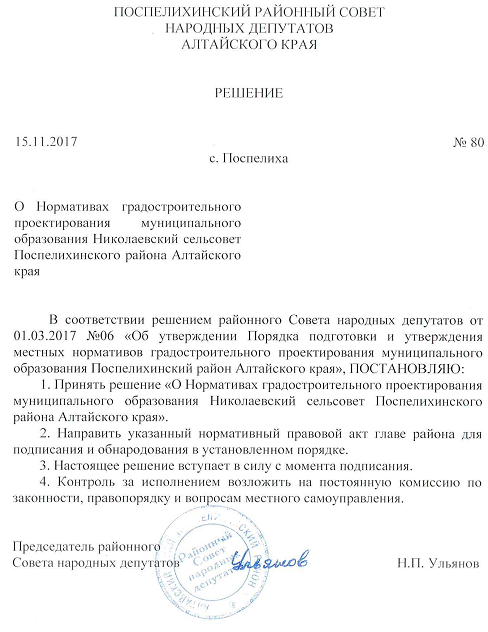 ПОСПЕЛИХИНСКИЙ РАЙОННЫЙ СОВЕТ
НАРОДНЫХ ДЕПУТАТОВ
АЛТАЙСКОГО КРАЯ
РЕШЕНИЕ
15.11.2017 № 80
с. Поспелиха
О Нормативах градостроительного
проектирования муниципального
образования Николаевский сельсовет
Поспелихинского района Алтайского
края
В соответствии решением районного Совета народных депутатов от
01.03.2017 №06 «Об утверждении Порядка подготовки и утверждения
местных нормативов градостроительного проектирования муниципального
образования Поспелихинский район Алтайского края», ПОСТАНОВЛЯЮ:
1. Принять решение «О Нормативах градостроительного проектирования
муниципального образования Николаевский сельсовет Поспелихинского
района Алтайского края».
2. Направить указанный нормативный правовой акт главе района для
подписания и обнародования в установленном порядке.
3. Настоящее решение вступает в силу с момента подписания.
4. Контроль за исполнением возложить на постоянную комиссию по
законности, правопорядку и вопросам местного самоуправления.
Председатель районного
Совета народных депутатов Ульянов Н.П. Ульянов
Районный
Совет
народных
депутатов